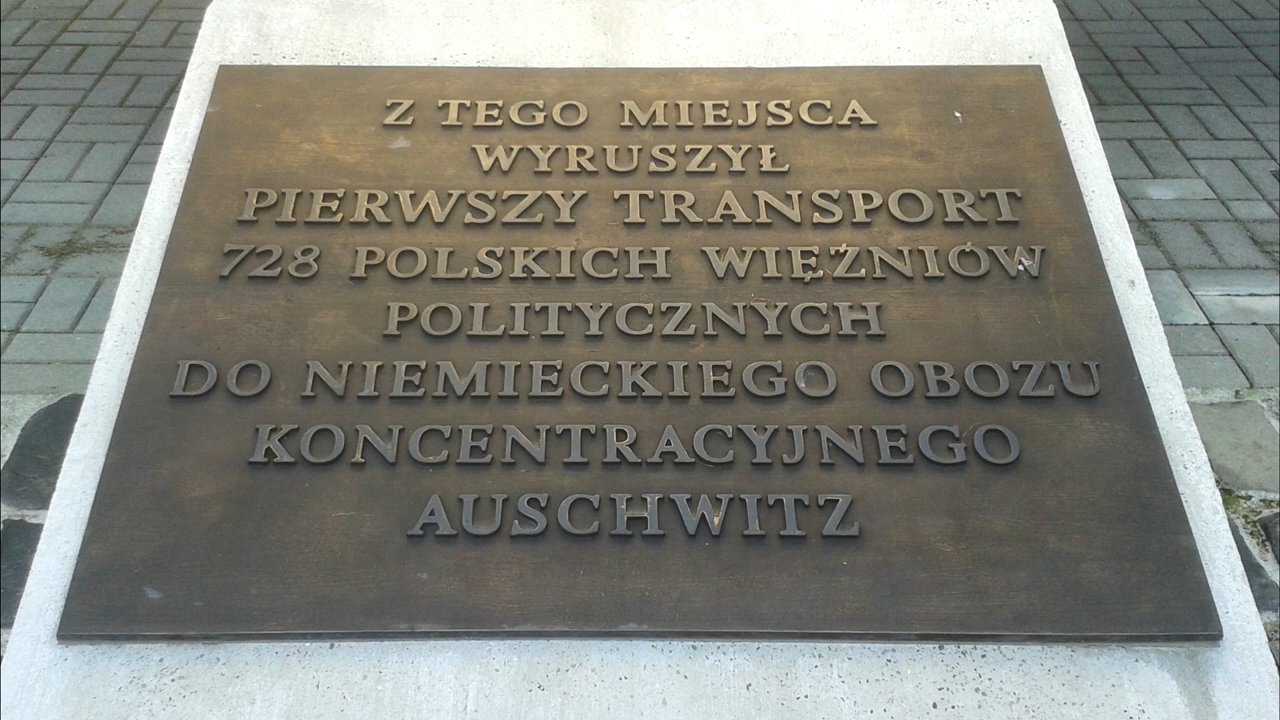 Z TEGO MIEJSCA
WYRUSZYŁ
PIERWSZY TRANSPORT
728 POLSKICH WIĘŹNIÓW
POLITYCZNYCH
DO NIEMIECKIEGO OBOZU
KONCENTRACYJNEGO
AUSCHWITZ